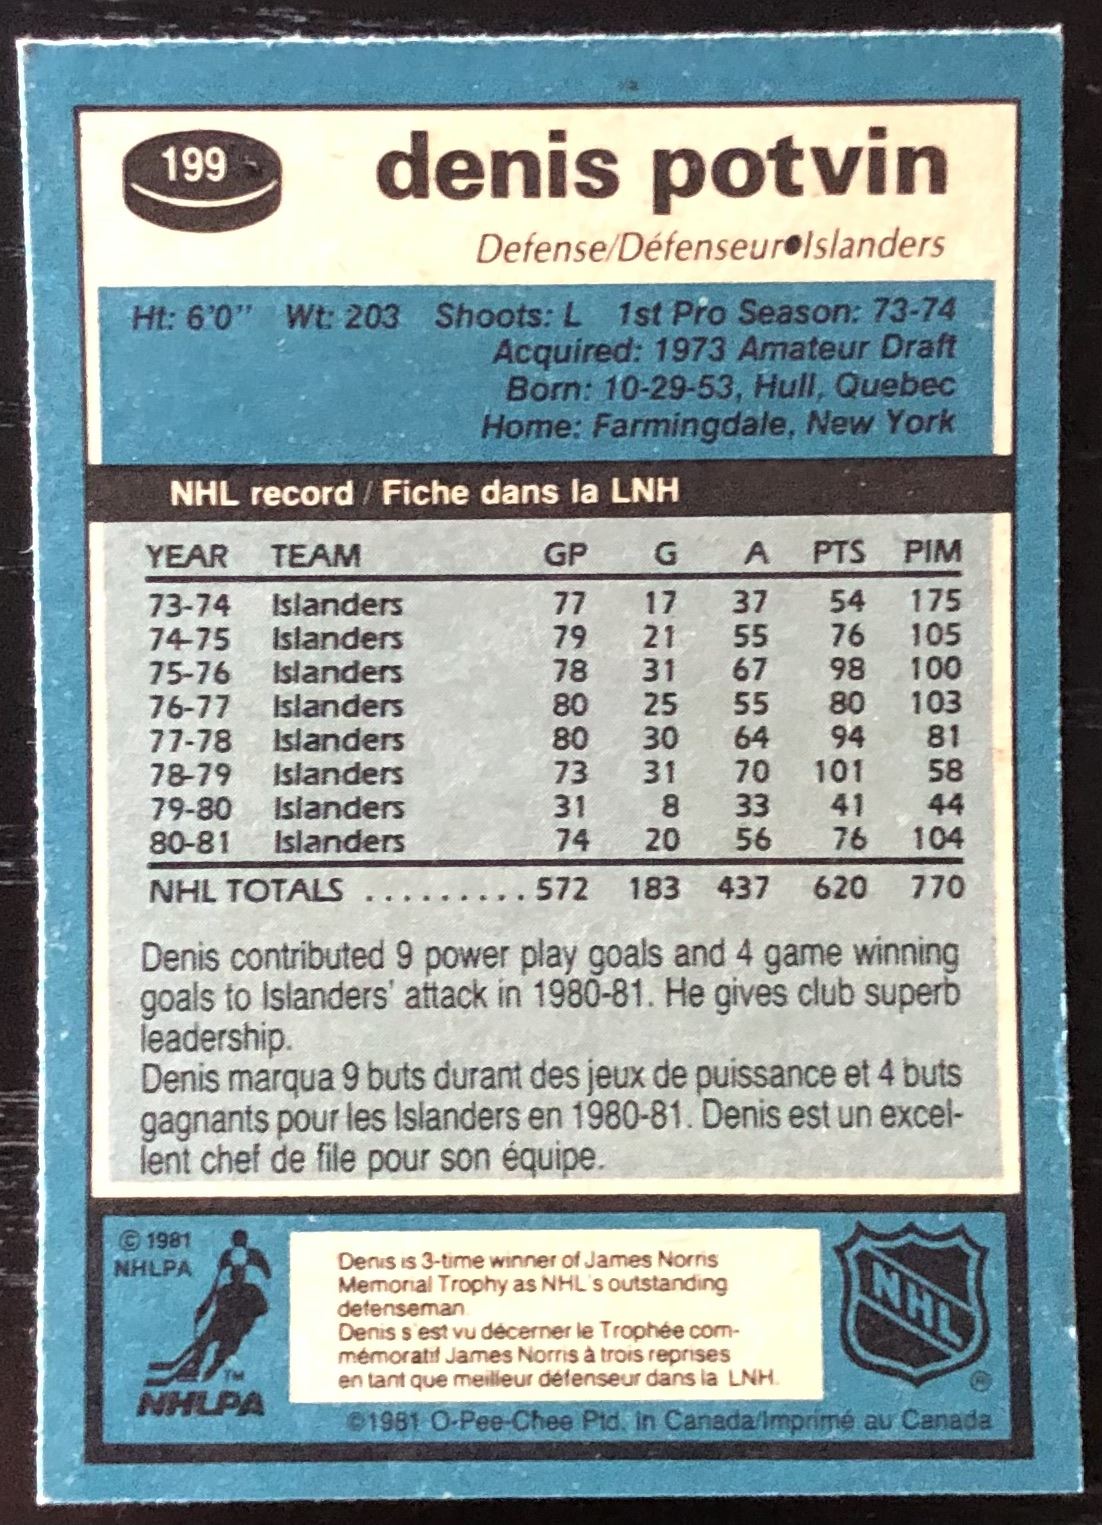 199
denis potvin
Defense/Défenseur●Islanders
Ht: 6'0" Wt: 203 Shoots: L 1st Pro Season: 73-74
Acquired: 1973 Amateur Draft
Born: 10-29-53, Hull, Quebec
Home: Farmingdale, New York
NHL record / Fiche dans la LNH
YEAR TEAM GP G A PTS PIM
73-74 Islanders 77 17 37 54 175
74-75 Islanders 79 21 55 76 105
75-76 Islanders 78 31 67 98 100
76-77 Islanders 80 25 55 80 103
77-78 Islanders 80 30 64 94 81
78-79 Islanders 73 31 70 101 58
79-80 Islanders 31 8 33 41 44
80-81 Islanders 74 20 56 76 104
NHL TOTALS .......... 572 183 437 620 770
Denis contributed 9 power play goals and 4 game winning
goals to Islanders' attack in 1980-81. He gives club superb
leadership.
Denis marqua 9 buts durant des jeux de puissance et 4 buts
gagnants pour les Islanders en 1980-81. Denis est un excel-
lent chef de file pour son équipe.
© 1981
NHLPA
TM
NHLPA
Denis is 3-time winner of James Norris
Memorial Trophy as NHL's outstanding
defenseman.
Denis s'est vu décerner le Trophée com-
mémoratif James Norris à trois reprises
en tant que meilleur défenseur dans la LNH.
NHL
®
©1981 O-Pee-Chee Ptd. in Canada/Imprimé au Canada